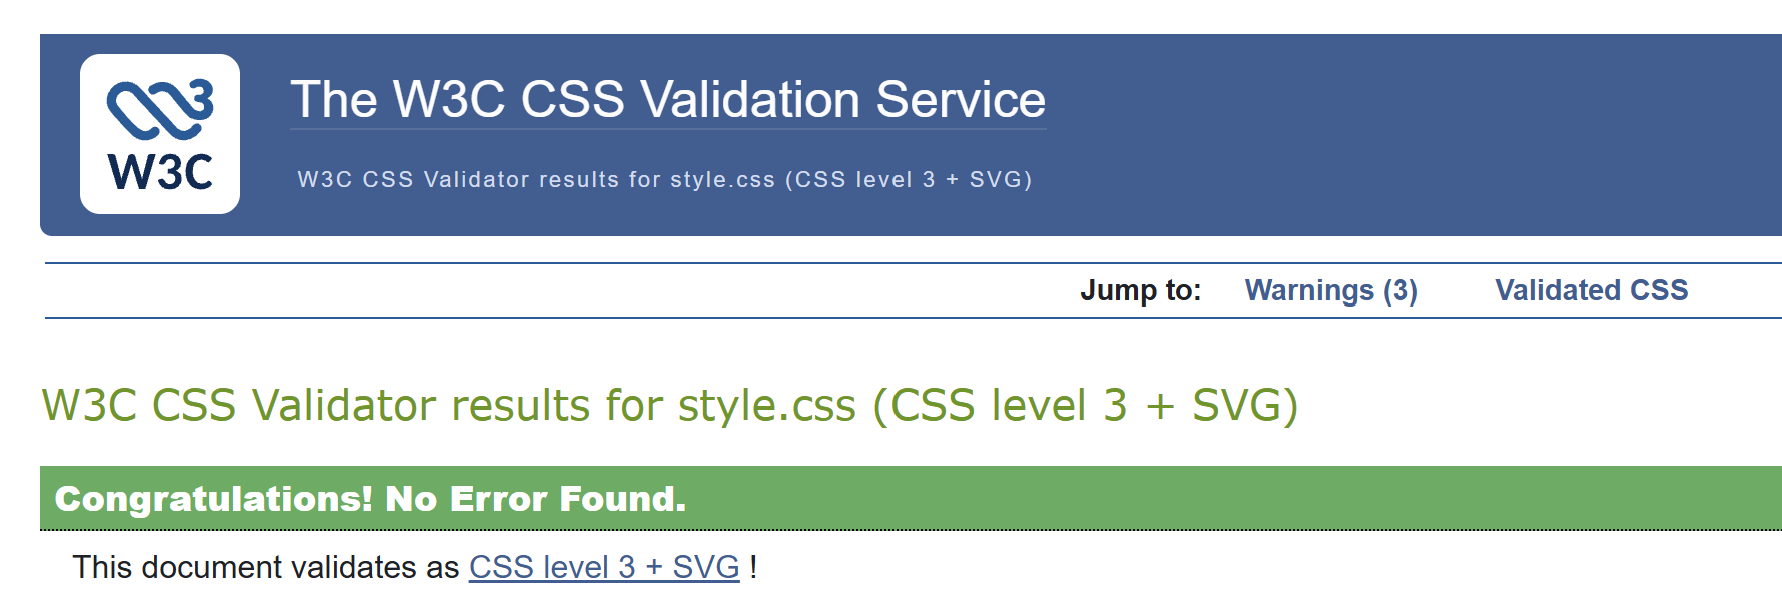 W3C
The W3C CSS Validation Service
W3C CSS Validator results for style.css (CSS level 3 + SVG)
Jump to: Warnings (3) Validated CSS
W3C CSS Validator results for style.css (CSS level 3 + SVG)
Congratulations! No Error Found.
This document validates as CSS level 3 + SVG !